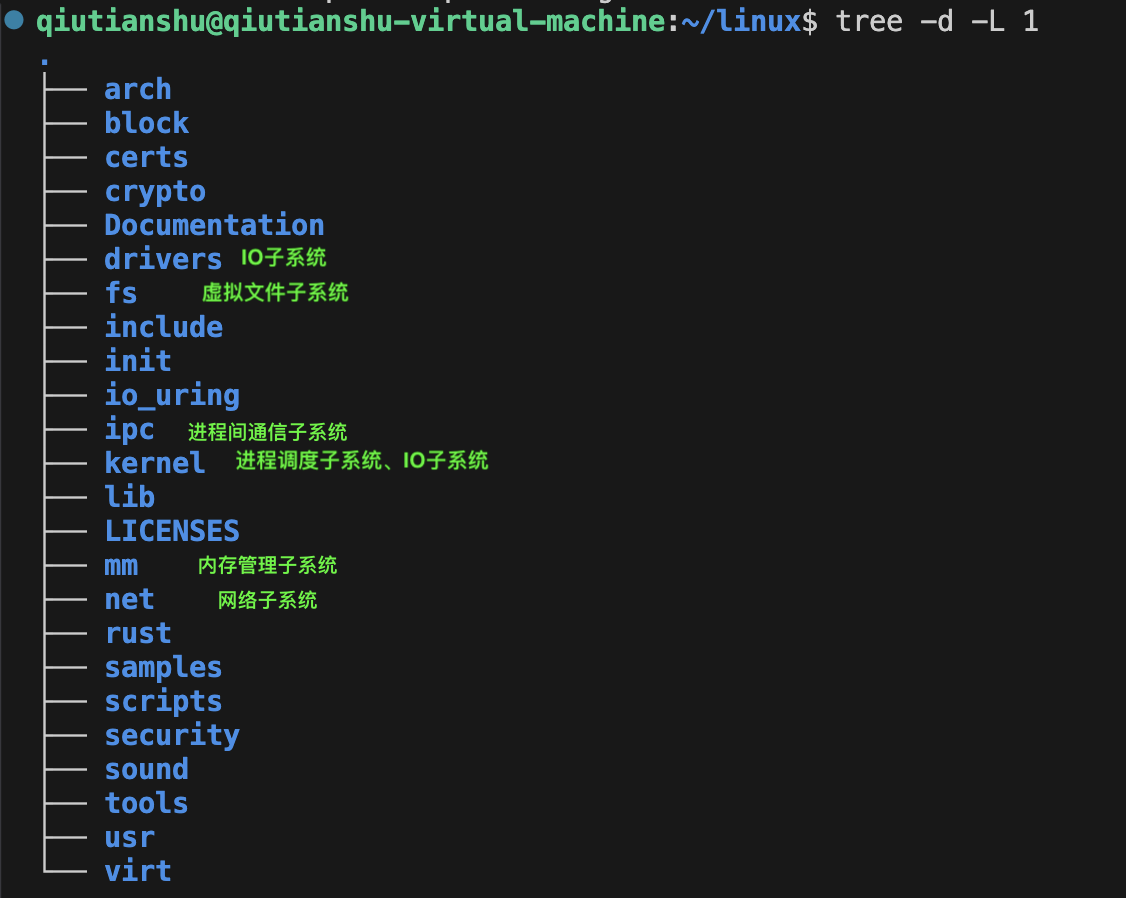 qiutianshu@qiutianshu-virtual-machine:~/linux$ tree -d -L 1
.
├── arch
├── block
├── certs
├── crypto
├── Documentation
├── drivers IO子系统
├── fs 虚拟文件子系统
├── include
├── init
├── io_uring
├── ipc 进程间通信子系统
├── kernel 进程调度子系统、IO子系统
├── lib
├── LICENSES
├── mm 内存管理子系统
├── net 网络子系统
├── rust
├── samples
├── scripts
├── security
├── sound
├── tools
├── usr
└── virt